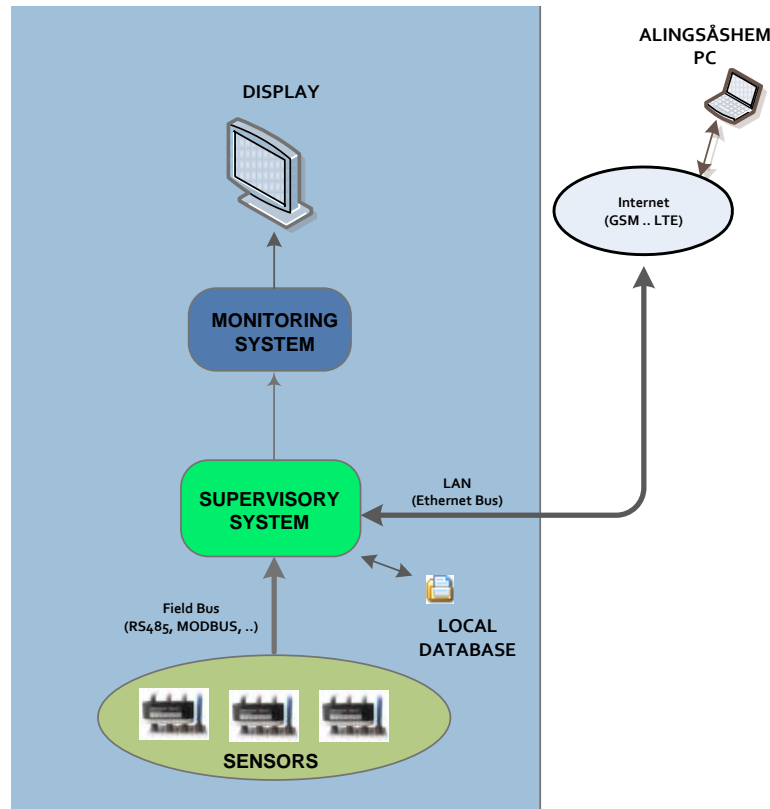 ALINGSÅSHEM
PC
DISPLAY
Internet
(GSM .. LTE)
MONITORING
SYSTEM
LAN
(Ethernet Bus)
SUPERVISORY
SYSTEM
Field Bus
(RS485, MODBUS, ..)
LOCAL
DATABASE
SENSORS